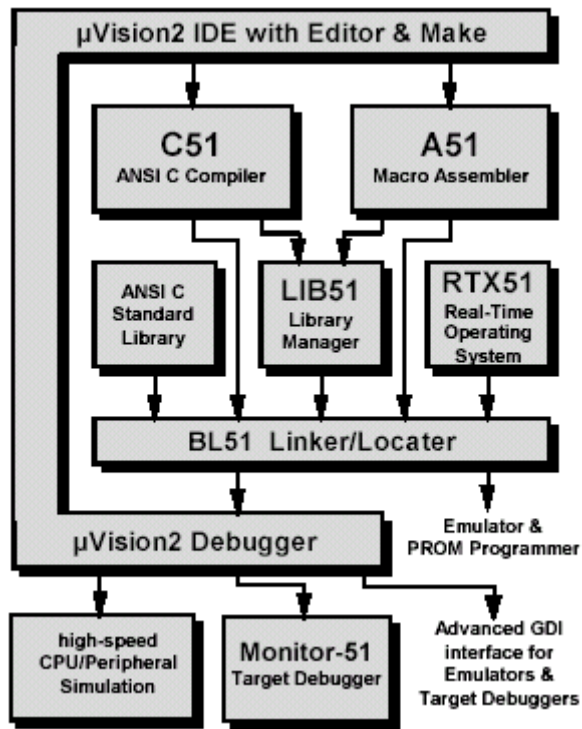 µVision2 IDE with Editor & Make
C51
ANSI C Compiler
A51
Macro Assembler
ANSI C
Standard
Library
LIB51
Library
Manager
RTX51
Real-Time
Operating
System
BL51 Linker/Locater
Emulator &
PROM Programmer
µVision2 Debugger
high-speed
CPU/Peripheral
Simulation
Monitor-51
Target Debugger
Advanced GDI
interface for
Emulators &
Target Debuggers